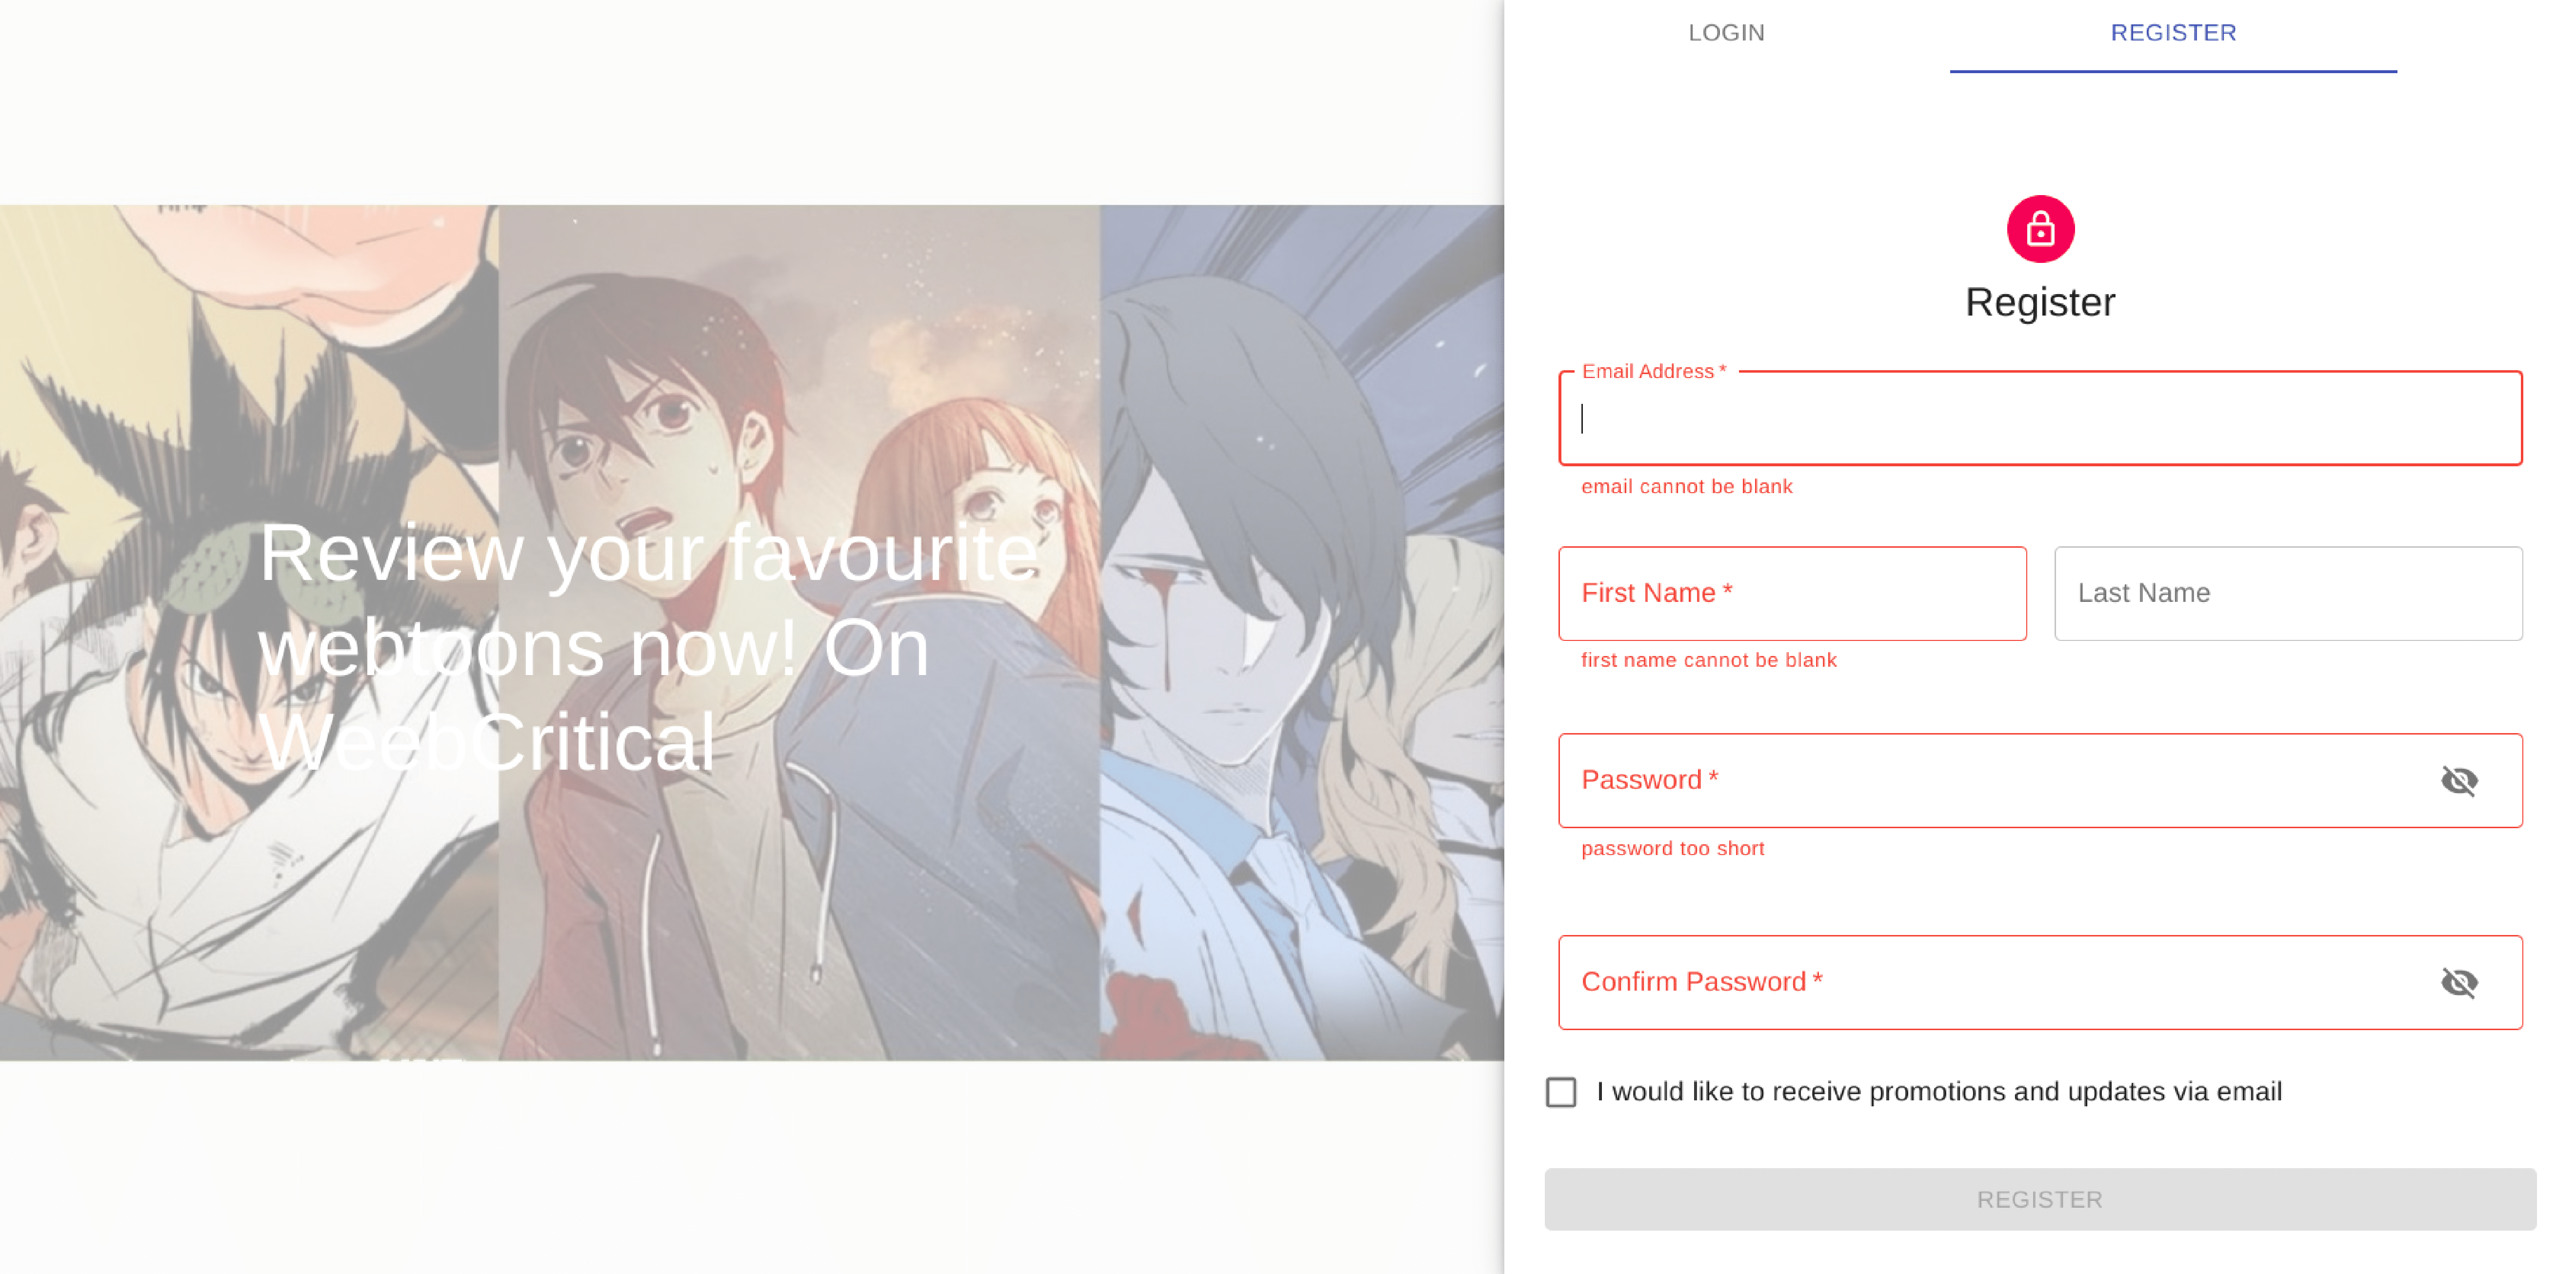 LOGIN
REGISTER
Review your favourite
webtoons now! On
WeebCritical
Register
Email Address *
email cannot be blank
First Name *
Last Name
first name cannot be blank
Password *
password too short
Confirm Password *
I would like to receive promotions and updates via email
REGISTER